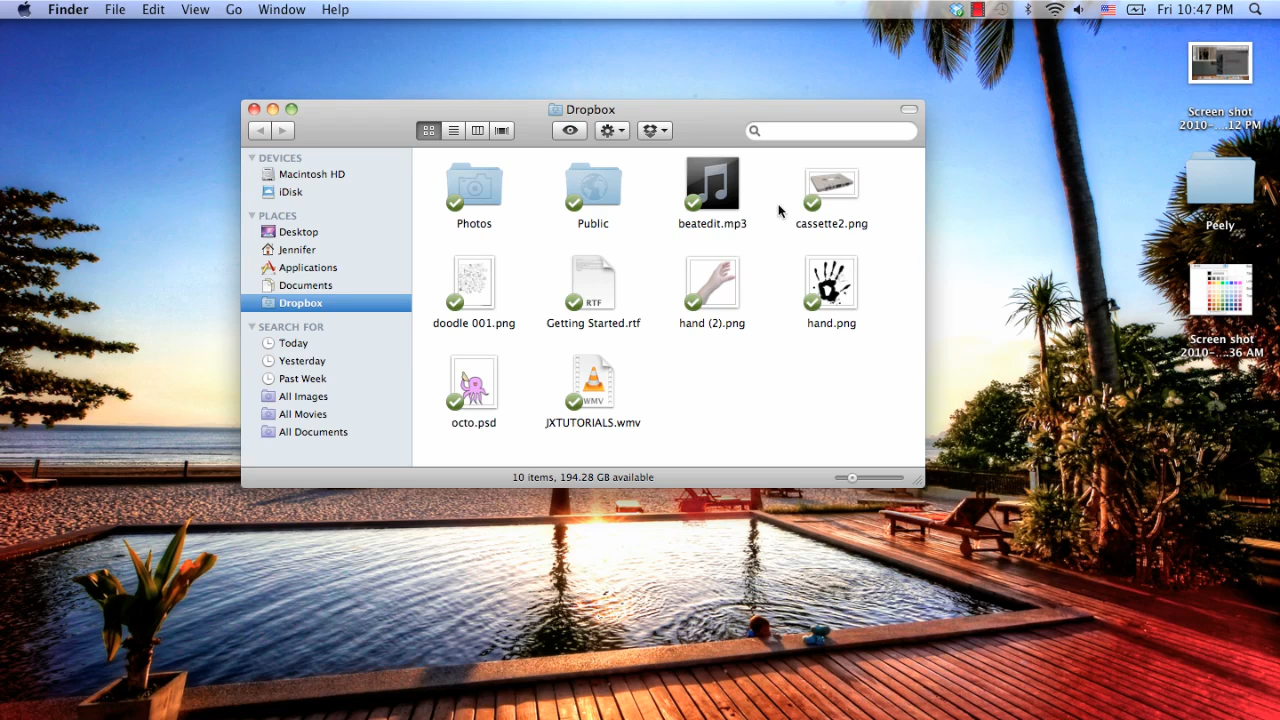 Finder File Edit View Go Window Help Fri 10:47 PM
Dropbox
DEVICES
Macintosh HD
iDisk
PLACES
Desktop
Jennifer
Applications
Documents
Dropbox
SEARCH FOR
Today
Yesterday
Past Week
All Images
All Movies
All Documents
Photos Public beatedit.mp3 cassette2.png
RTF
doodle 001.png Getting Started.rtf hand (2).png hand.png
WMV
octo.psd JXTUTORIALS.wmv
10 items, 194.28 GB available
Screen shot
2010-....12 PM
Peely
Screen shot
2010-....36 AM